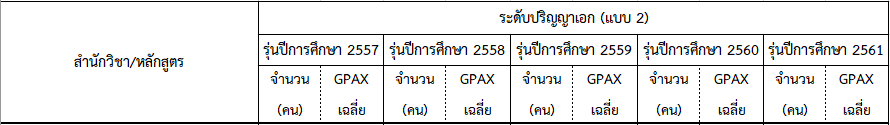 ระดับปริญญาเอก (แบบ 2)
สำนักวิชา/หลักสูตร
รุ่นปีการศึกษา 2557 รุ่นปีการศึกษา 2558 รุ่นปีการศึกษา 2559 รุ่นปีการศึกษา 2560 รุ่นปีการศึกษา 2561
จำนวน GPAX จำนวน GPAX จำนวน GPAX จำนวน GPAX จำนวน GPAX
(คน) เฉลี่ย (คน) เฉลี่ย (คน) เฉลี่ย (คน) เฉลี่ย (คน) เฉลี่ย